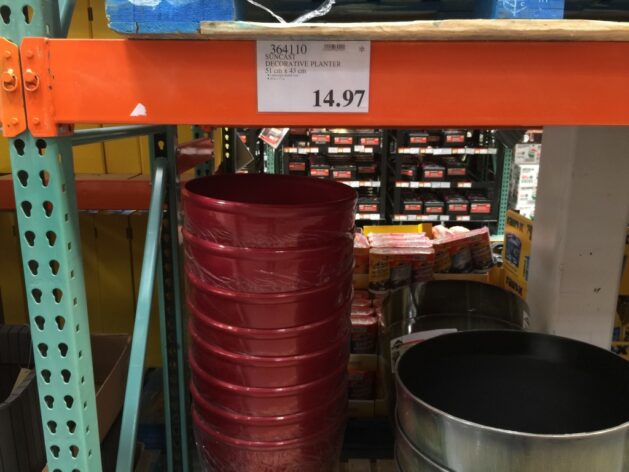 364110
SUNCAST
DECORATIVE PLANTER
51 cm x 45 cm
14.97